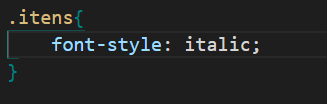 .itens{
    font-style: italic;
}